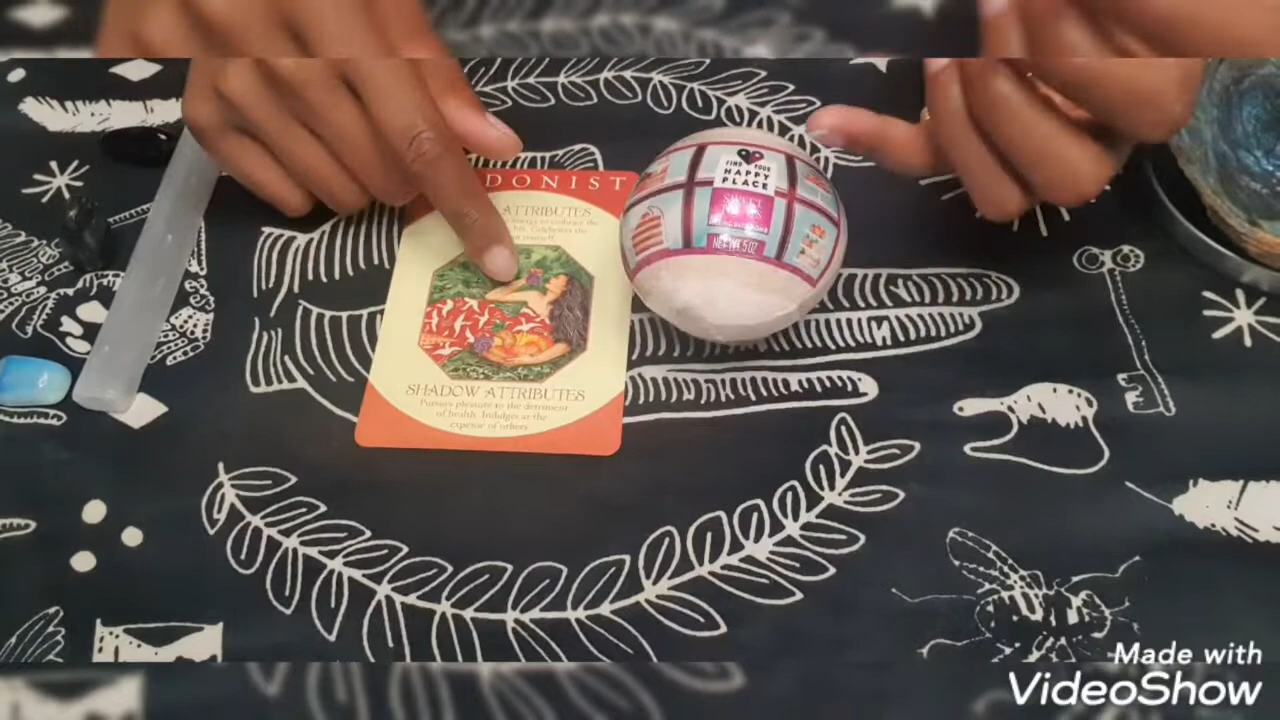 DONIST
ATTRIBUTES
SHADOW ATTRIBUTES
Pursues pleasure to the detriment
of health. Indulges at the
expense of others.
FIND YOUR
HAPPY
PLACE
NET WT 5 OZ
Made with
VideoShow